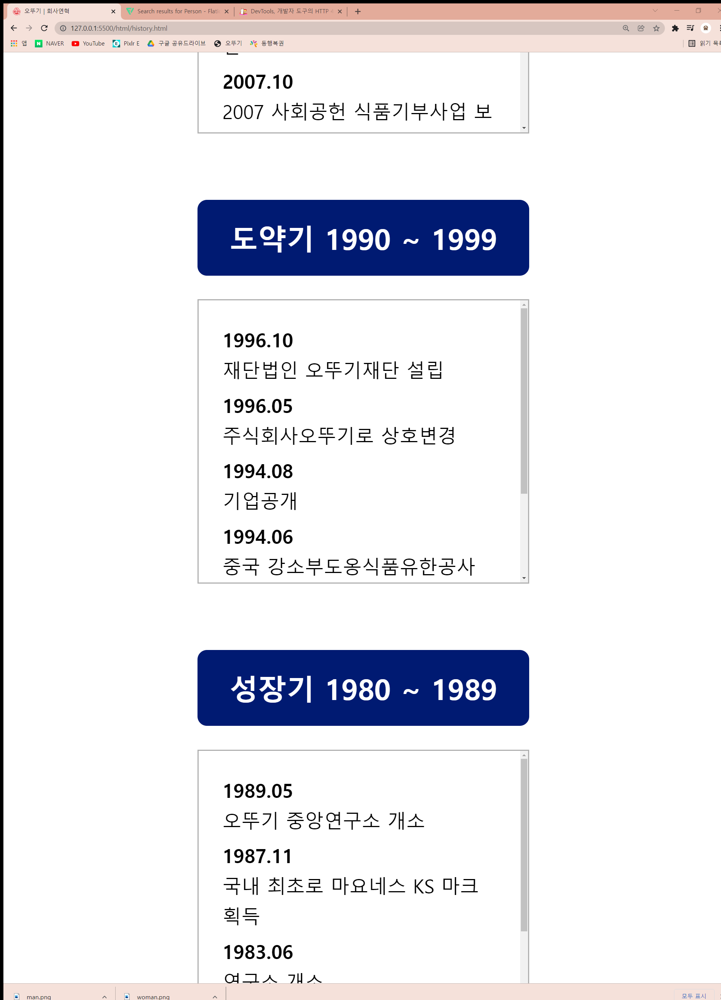 오뚜기 | 회사연혁
Search results for Person - Flatic
DevTools, 개발자 도구의 HTTP 4
127.0.0.1:5500/html/history.html
앱
NAVER
YouTube
Pixlr E
구글 공유드라이브
오뚜기
동행복권
읽기 목록
2007.10
2007 사회공헌 식품기부사업 보
도약기 1990 ~ 1999
1996.10
재단법인 오뚜기재단 설립
1996.05
주식회사오뚜기로 상호변경
1994.08
기업공개
1994.06
중국 강소부도옹식품유한공사
성장기 1980 ~ 1989
1989.05
오뚜기 중앙연구소 개소
1987.11
국내 최초로 마요네스 KS 마크
획득
1983.06
연구소 개소
man.png
woman.png
모두 표시